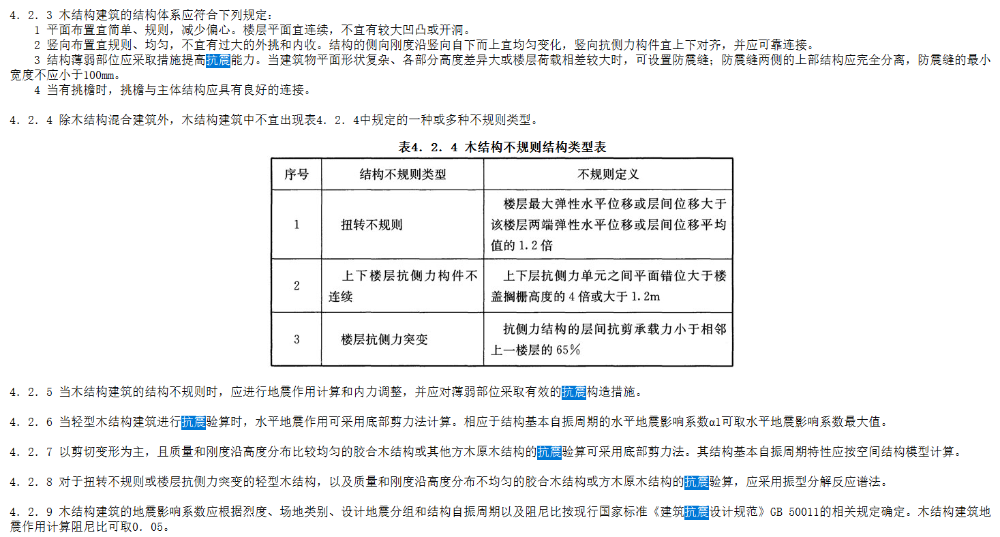 4．2．3 木结构建筑的结构体系应符合下列规定：
1 平面布置宜简单、规则，减少偏心。楼层平面宜连续，不宜有较大凹凸或开洞。
2 竖向布置宜规则、均匀，不宜有过大的外挑和内收。结构的侧向刚度沿竖向自下而上宜均匀变化，竖向抗侧力构件宜上下对齐，并应可靠连接。
3 结构薄弱部位应采取措施提高抗震能力。当建筑物平面形状复杂、各部分高度差异大或楼层荷载相差较大时，可设置防震缝；防震缝两侧的上部结构应完全分离，防震缝的最小
宽度不应小于100mm。
4 当有挑檐时，挑檐与主体结构应具有良好的连接。
4．2．4 除木结构混合建筑外，木结构建筑中不宜出现表4．2．4中规定的一种或多种不规则类型。
表4．2．4 木结构不规则结构类型表
序号 结构不规则类型 不规则定义
1 扭转不规则
楼层最大弹性水平位移或层间位移大于
该楼层两端弹性水平位移或层间位移平均
值的 1.2 倍
2
上下楼层抗侧力构件不
连续
上下层抗侧力单元之间平面错位大于楼
盖搁栅高度的 4 倍或大于 1.2m
3 楼层抗侧力突变
抗侧力结构的层间抗剪承载力小于相邻
上一楼层的 65%
4．2．5 当木结构建筑的结构不规则时，应进行地震作用计算和内力调整，并应对薄弱部位采取有效的抗震构造措施。
4．2．6 当轻型木结构建筑进行抗震验算时，水平地震作用可采用底部剪力法计算。相应于结构基本自振周期的水平地震影响系数α1可取水平地震影响系数最大值。
4．2．7 以剪切变形为主，且质量和刚度沿高度分布比较均匀的胶合木结构或其他方木原木结构的抗震验算可采用底部剪力法。其结构基本自振周期特性应按空间结构模型计算。
4．2．8 对于扭转不规则或楼层抗侧力突变的轻型木结构，以及质量和刚度沿高度分布不均匀的胶合木结构或方木原木结构的抗震验算，应采用振型分解反应谱法。
4．2．9 木结构建筑的地震影响系数应根据烈度、场地类别、设计地震分组和结构自振周期以及阻尼比按现行国家标准《建筑抗震设计规范》GB 50011的相关规定确定。木结构建筑地
震作用计算阻尼比可取0．05。